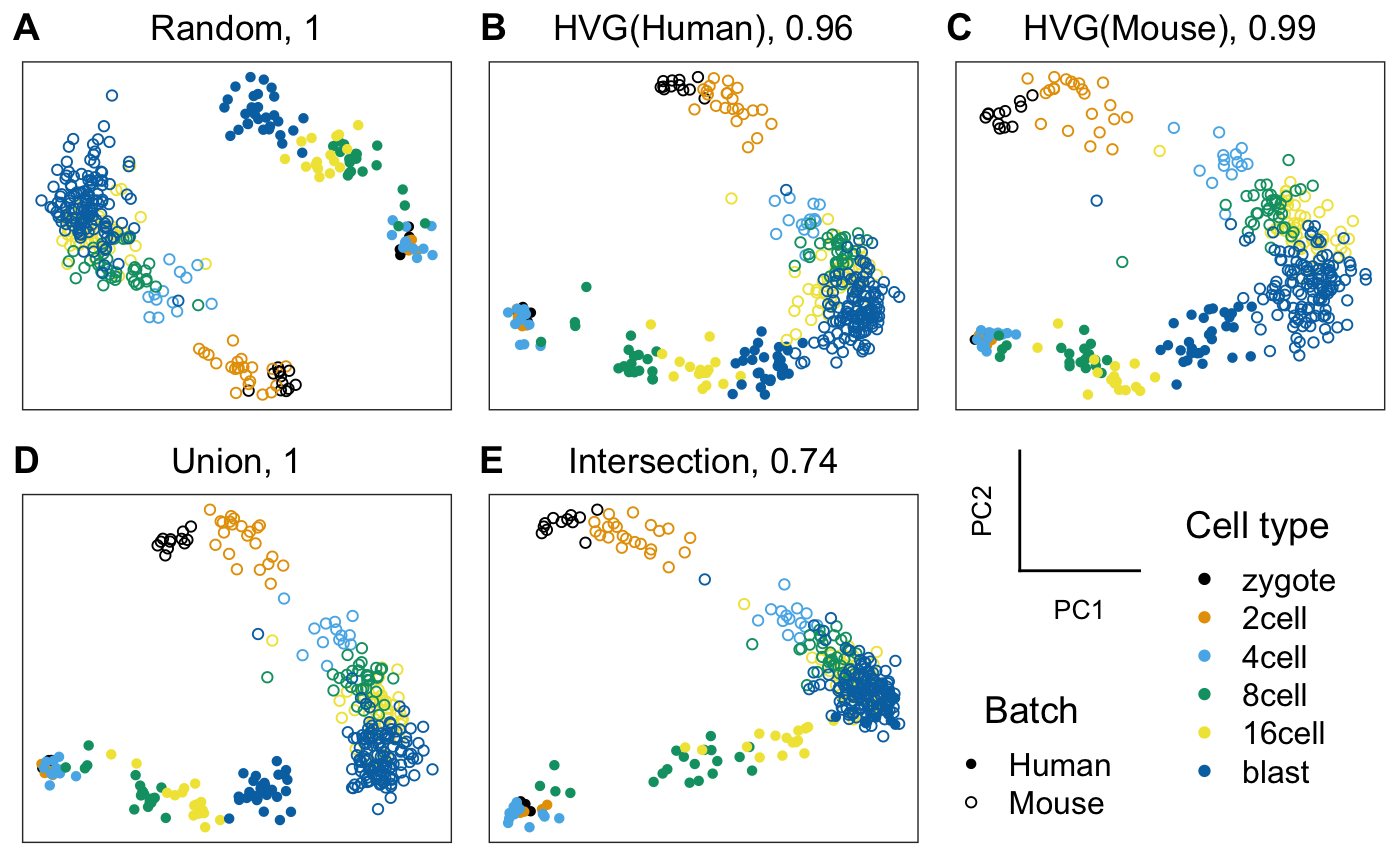 A Random, 1
B HVG(Human), 0.96
C HVG(Mouse), 0.99
D Union, 1
E Intersection, 0.74
PC2
PC1
Batch
Human
Mouse
Cell type
zygote
2cell
4cell
8cell
16cell
blast